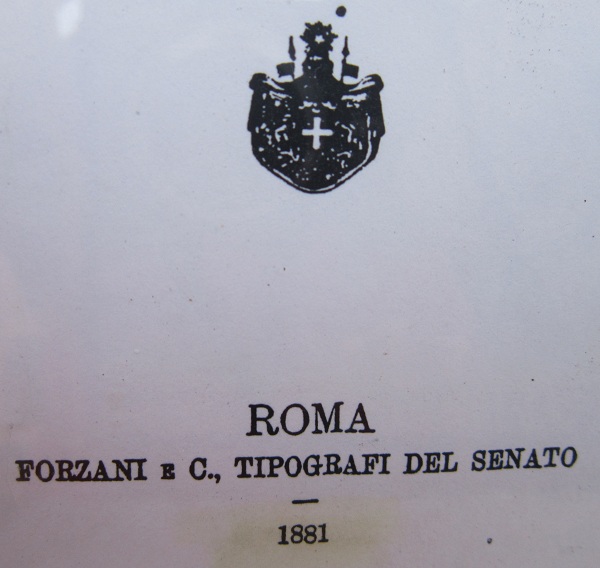 ROMA
FORZANI E C., TIPOGRAFI DEL SENATO
1881